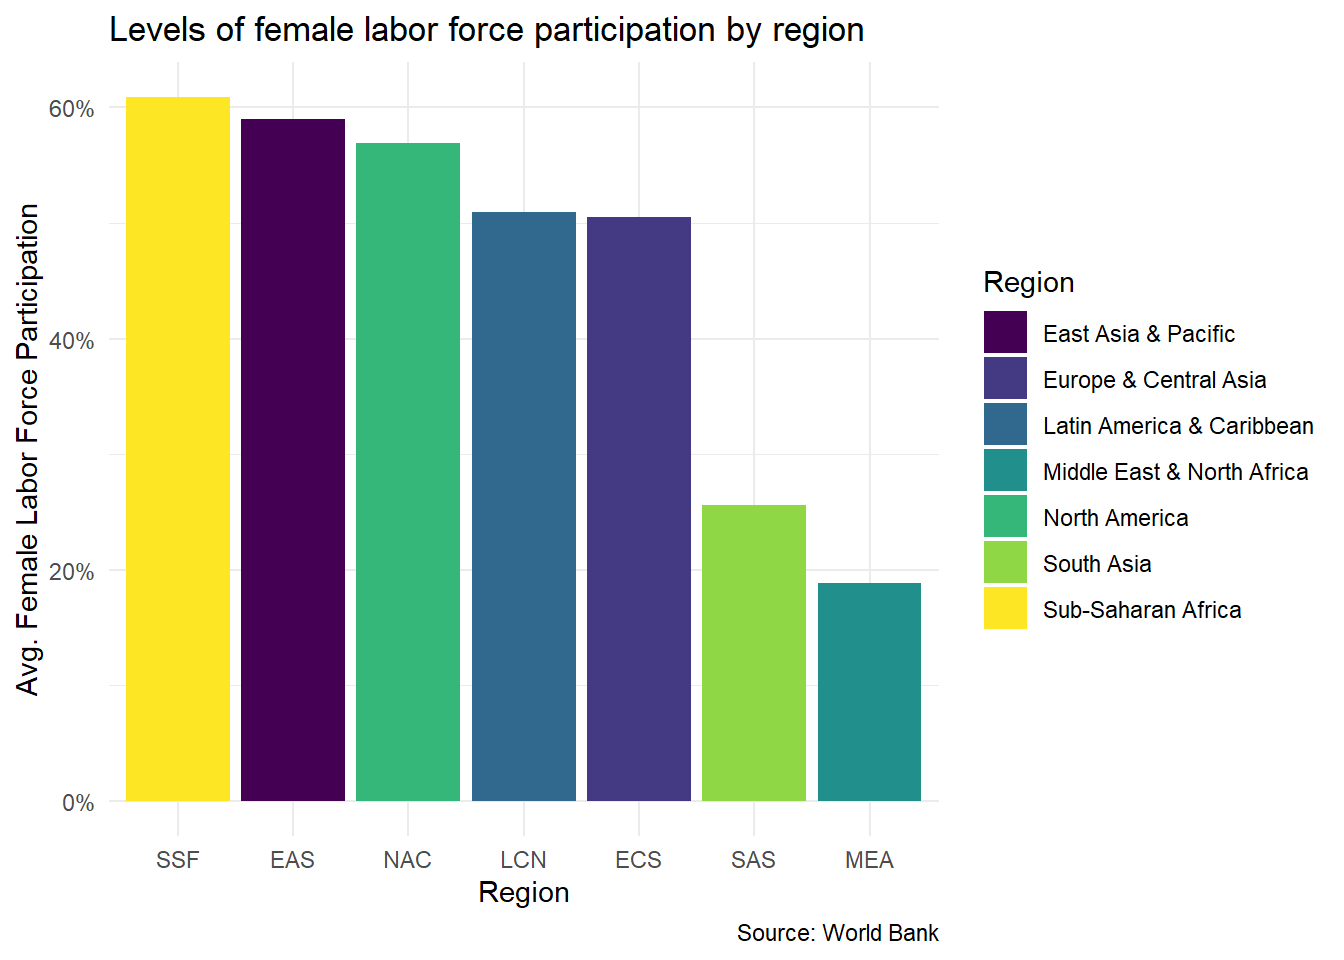 Levels of female labor force participation by region
Avg. Female Labor Force Participation
60%
40%
20%
0%
SSF EAS NAC LCN ECS SAS MEA
Region
Source: World Bank
Region
East Asia & Pacific
Europe & Central Asia
Latin America & Caribbean
Middle East & North Africa
North America
South Asia
Sub-Saharan Africa